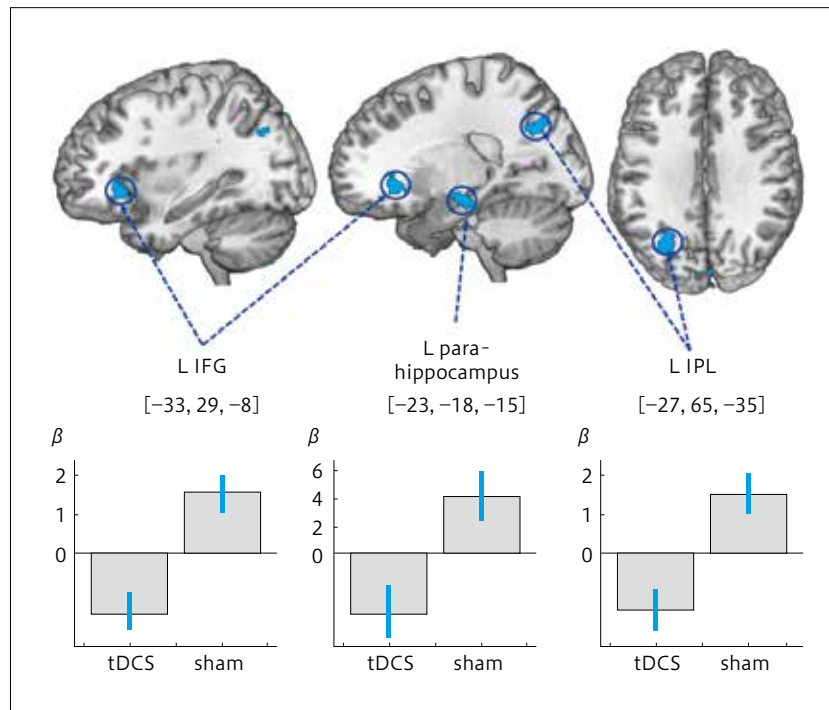 L IFG
[−33, 29, −8]
L para-
hippocampus
[−23, −18, −15]
L IPL
[−27, 65, −35]
β
2
1
0
tDCS sham
β
6
4
2
0
tDCS sham
β
2
1
0
tDCS sham